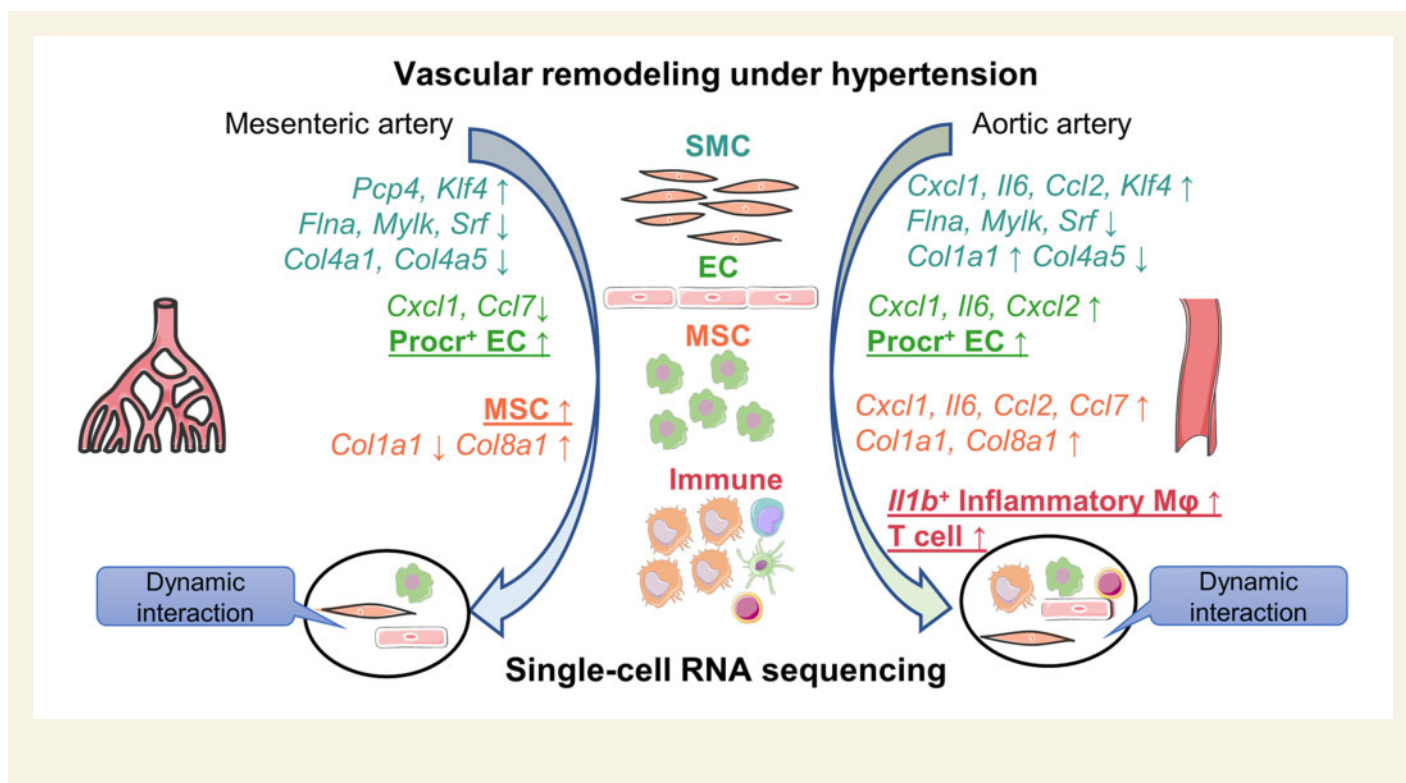 Vascular remodeling under hypertension
Mesenteric artery
Pcp4, Klf4 ↑
Flna, Mylk, Srf ↓
Col4a1, Col4a5 ↓
Cxcl1, Ccl7↓
Procr⁺ EC ↑
MSC ↑
Col1a1 ↓ Col8a1 ↑
Dynamic
interaction
SMC
EC
MSC
Immune
Aortic artery
Cxcl1, Il6, Ccl2, Klf4 ↑
Flna, Mylk, Srf ↓
Col1a1 ↑ Col4a5 ↓
Cxcl1, Il6, Cxcl2 ↑
Procr⁺ EC ↑
Cxcl1, Il6, Ccl2, Ccl7 ↑
Col1a1, Col8a1 ↑
Il1b⁺ Inflammatory Mφ ↑
T cell ↑
Dynamic
interaction
Single-cell RNA sequencing